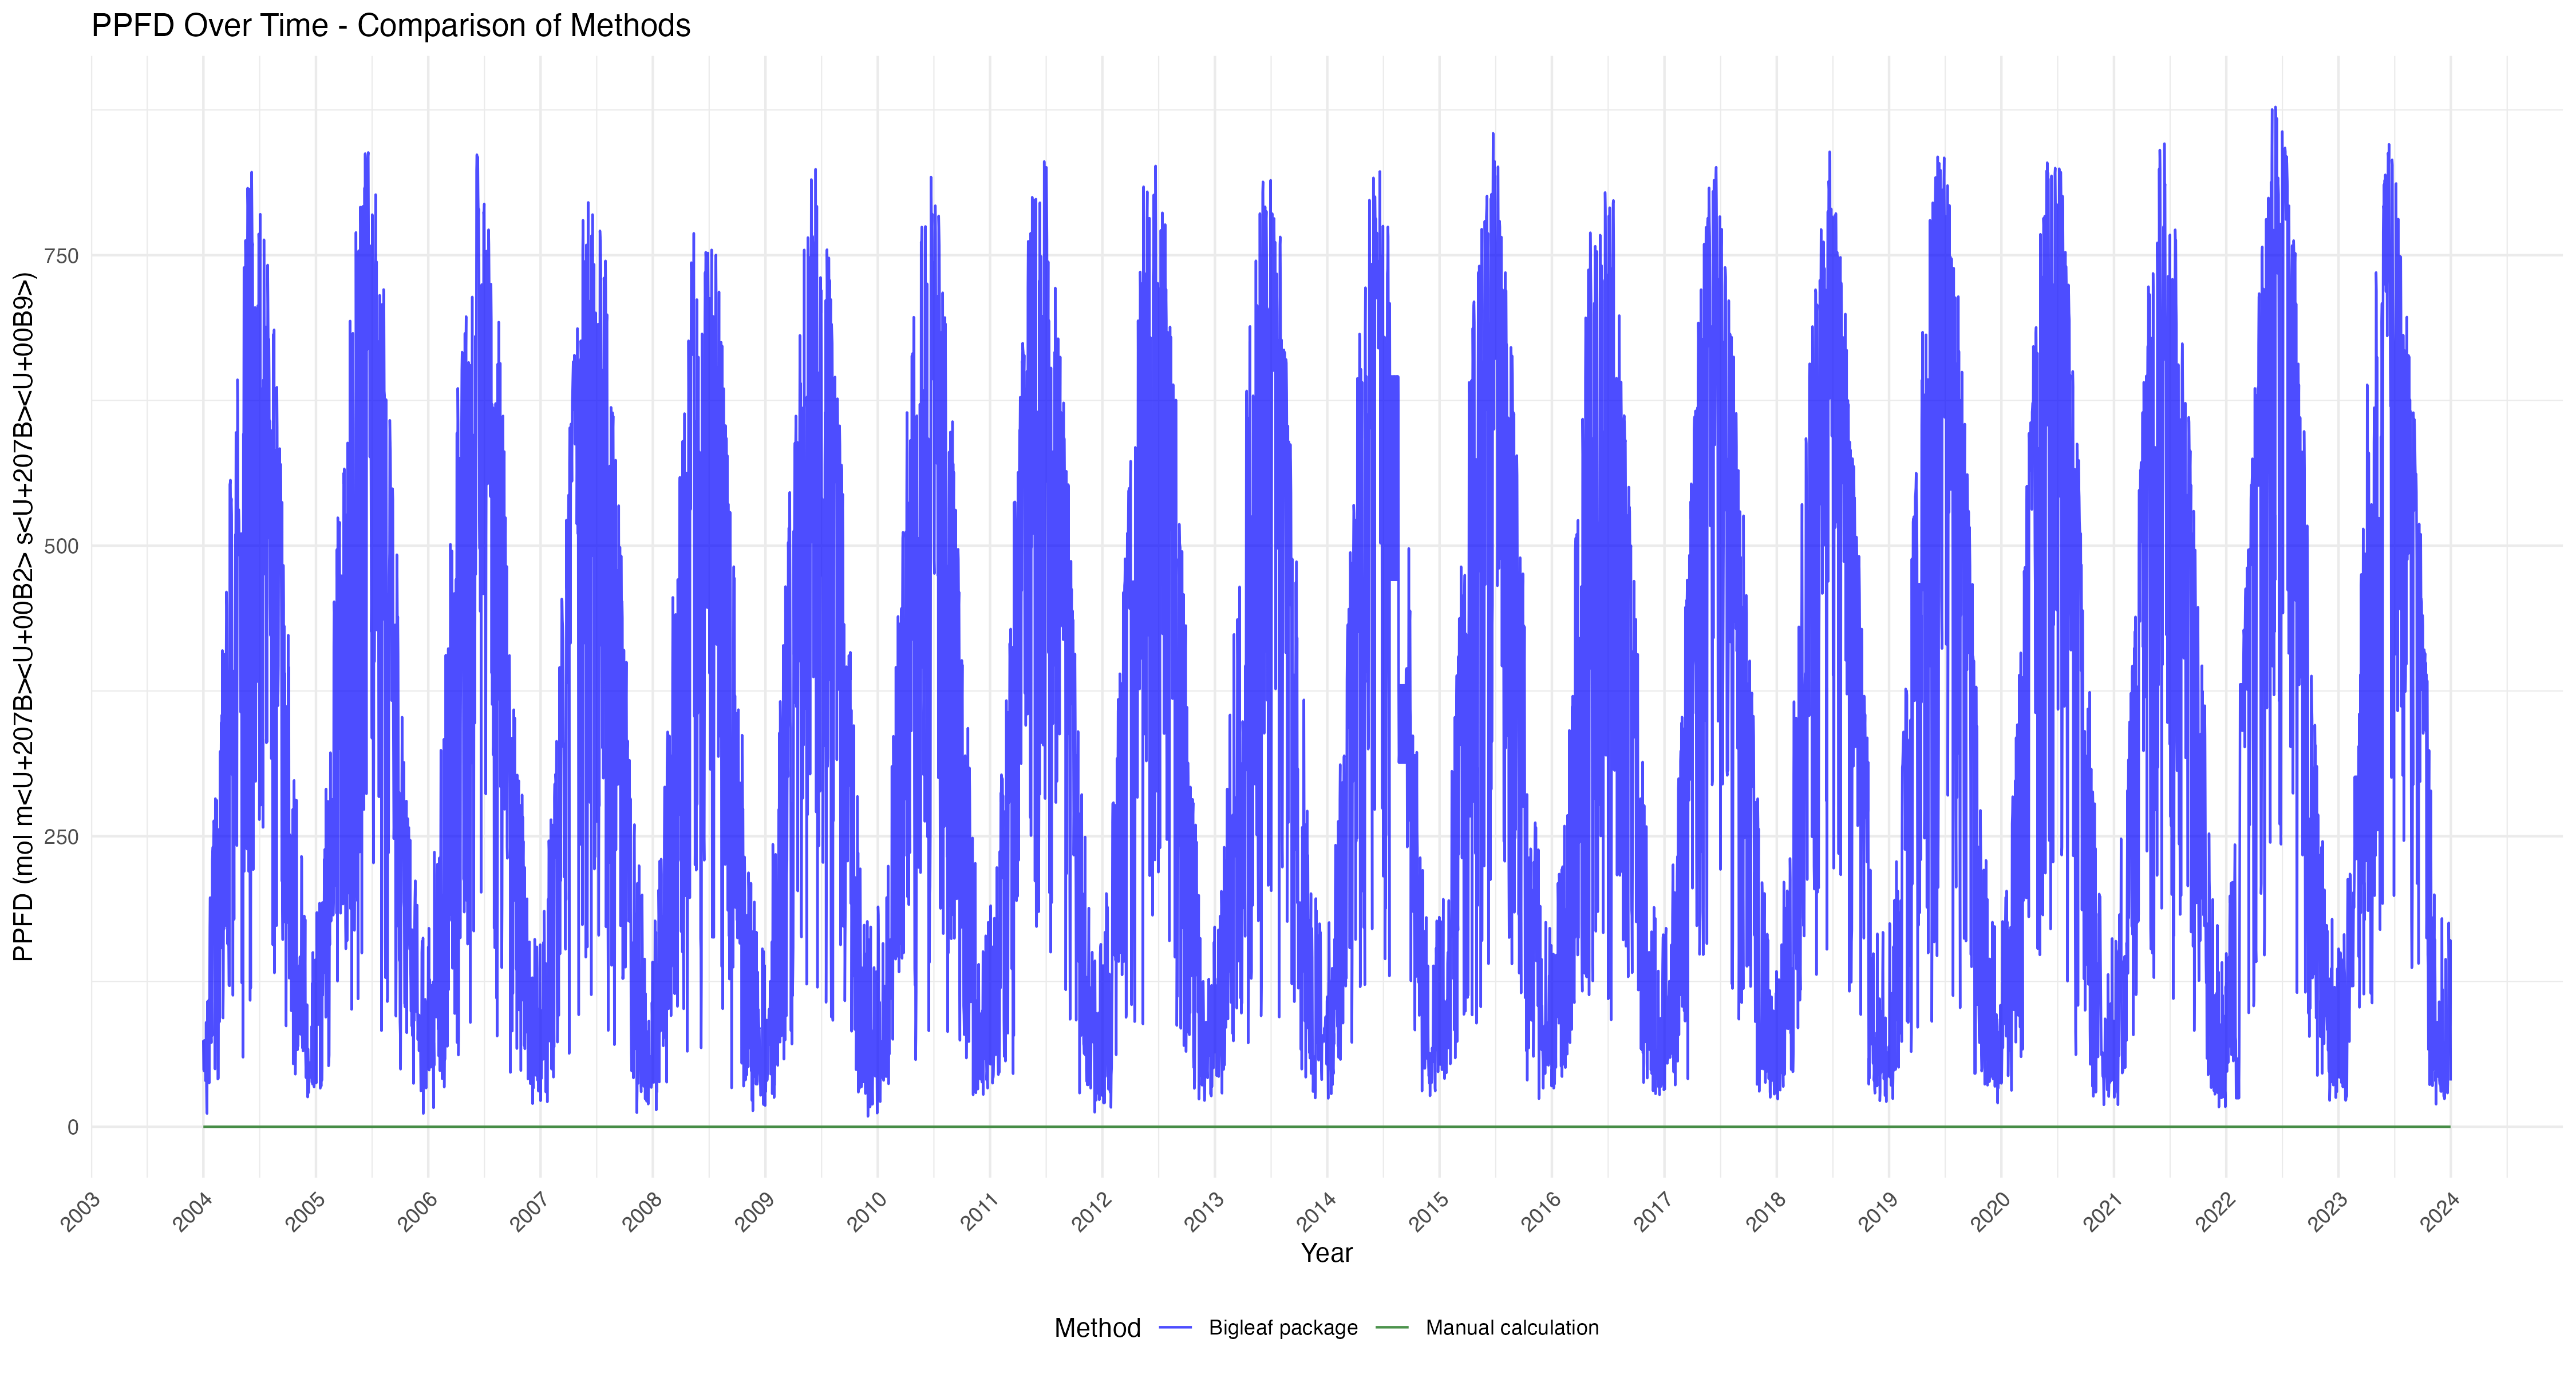 PPFD Over Time - Comparison of Methods
PPFD (mol m<U+207B><U+00B2> s<U+207B><U+00B9>)
750
500
250
0
2003 2004 2005 2006 2007 2008 2009 2010 2011 2012 2013 2014 2015 2016 2017 2018 2019 2020 2021 2022 2023 2024
Year
Method Bigleaf package Manual calculation